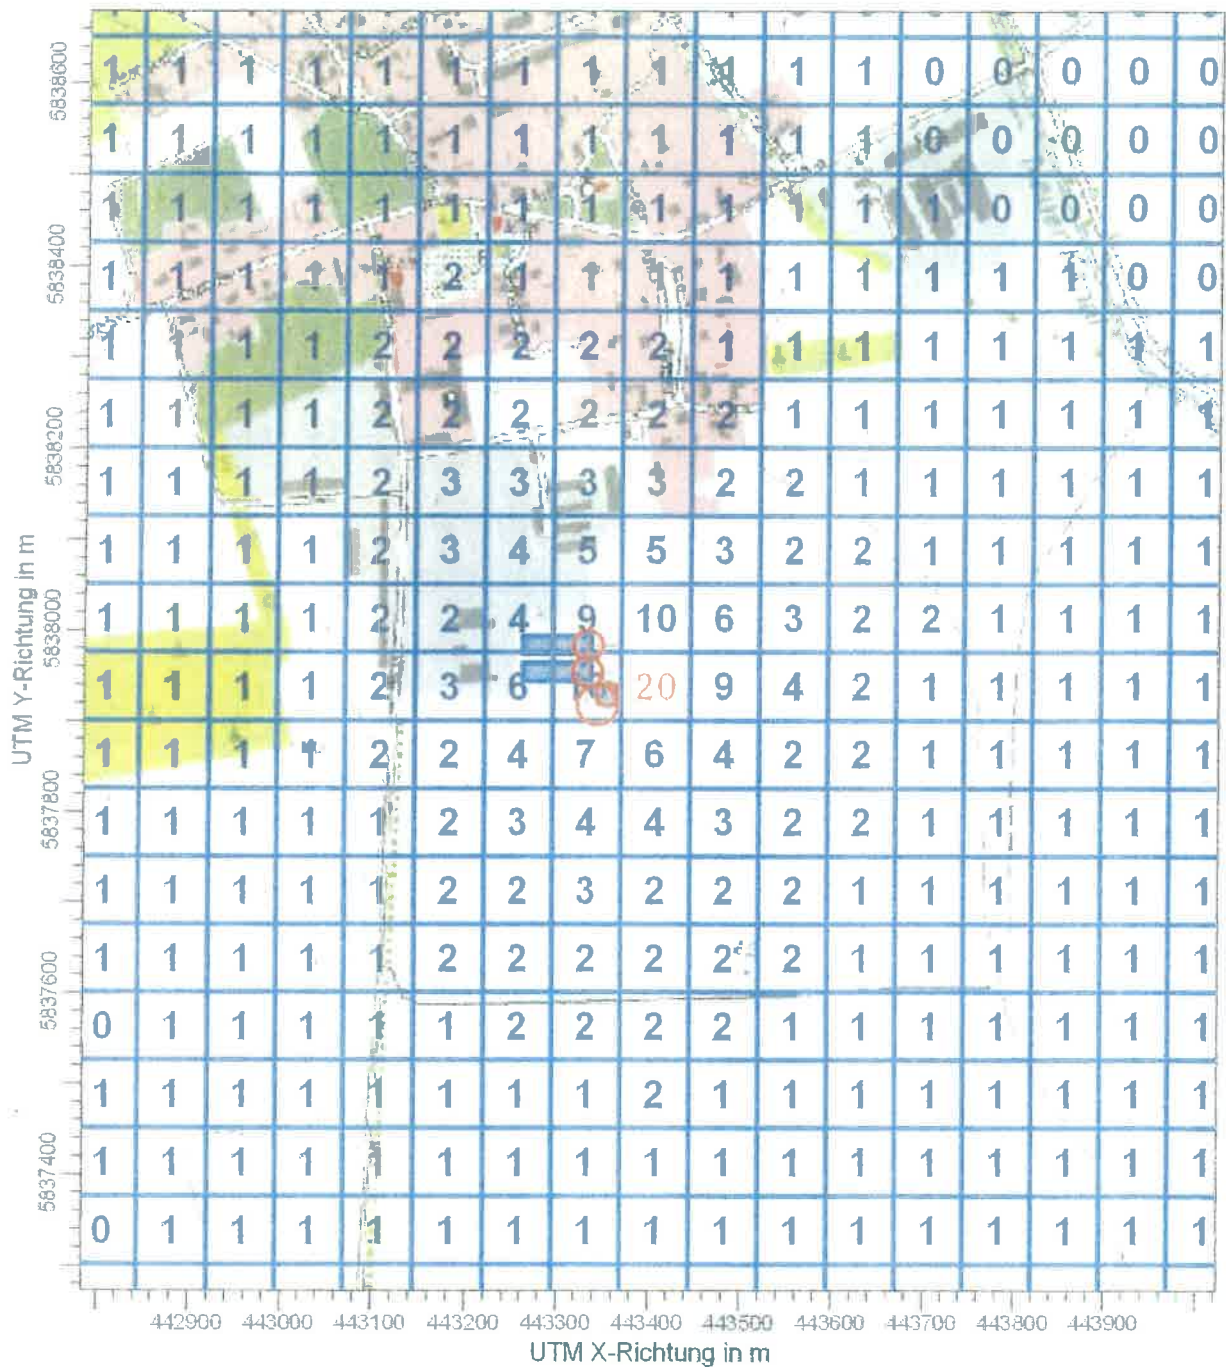 5838600
1 1 1 1 1 1 1 1 1 1 1 1 0 0 0 0 0
1 1 1 1 1 1 1 1 1 1 1 1 0 0 0 0 0
1 1 1 1 1 1 1 1 1 1 1 1 1 0 0 0 0
5838400
1 1 1 1 1 2 1 1 1 1 1 1 1 1 1 0 0
1 1 1 1 2 2 2 2 2 1 1 1 1 1 1 1 1
5838200
1 1 1 1 2 2 2 2 2 2 1 1 1 1 1 1 1
1 1 1 1 2 3 3 3 3 2 2 1 1 1 1 1 1
1 1 1 1 2 3 4 5 5 3 2 2 1 1 1 1 1
5838000
1 1 1 1 2 2 4 9 10 6 3 2 2 1 1 1 1
1 1 1 1 2 3 6 20 9 4 2 1 1 1 1 1
1 1 1 1 2 2 4 7 6 4 2 2 1 1 1 1 1
5837800
1 1 1 1 1 2 3 4 4 3 2 2 1 1 1 1 1
1 1 1 1 1 2 2 3 2 2 2 1 1 1 1 1 1
5837600
1 1 1 1 1 2 2 2 2 2 2 1 1 1 1 1 1
0 1 1 1 1 1 2 2 2 2 1 1 1 1 1 1 1
1 1 1 1 1 1 1 1 2 1 1 1 1 1 1 1 1
5837400
1 1 1 1 1 1 1 1 1 1 1 1 1 1 1 1 1
0 1 1 1 1 1 1 1 1 1 1 1 1 1 1 1 1
UTM Y-Richtung in m
442900 443000 443100 443200 443300 443400 443500 443600 443700 443800 443900
UTM X-Richtung in m